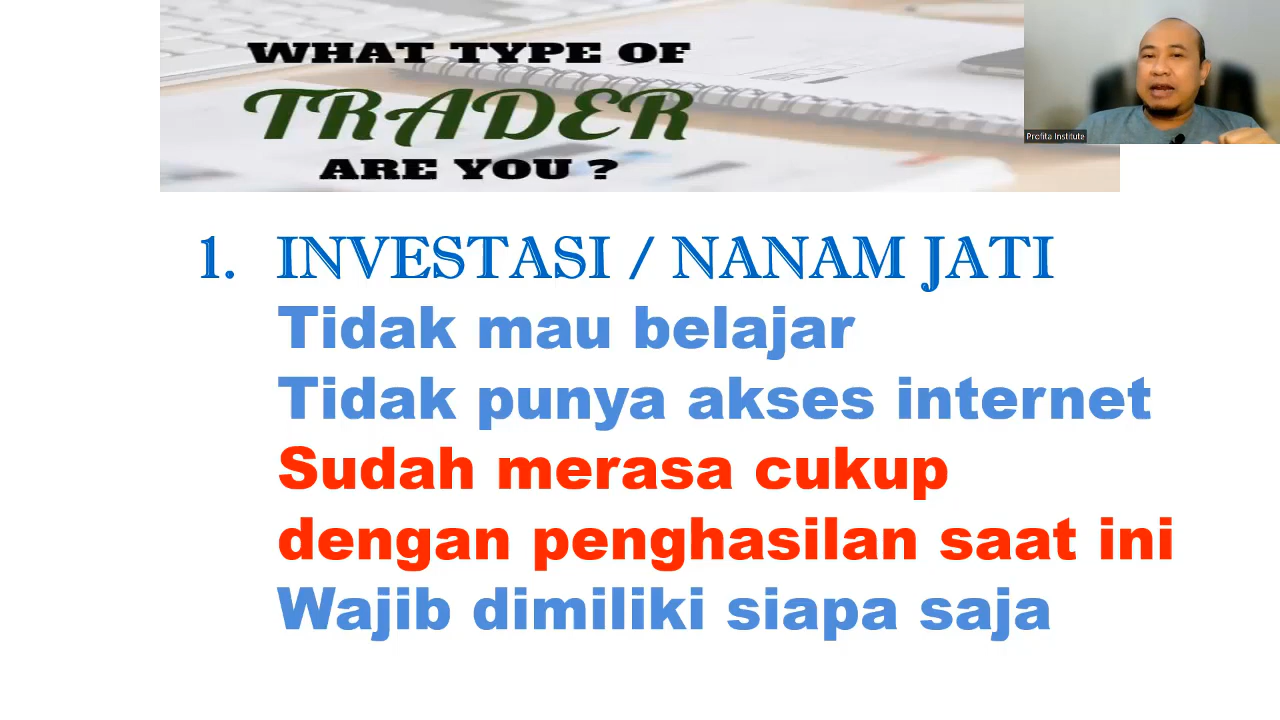 WHAT TYPE OF
TRADER
ARE YOU ?
Profita Institute
1. INVESTASI / NANAM JATI
Tidak mau belajar
Tidak punya akses internet
Sudah merasa cukup
dengan penghasilan saat ini
Wajib dimiliki siapa saja